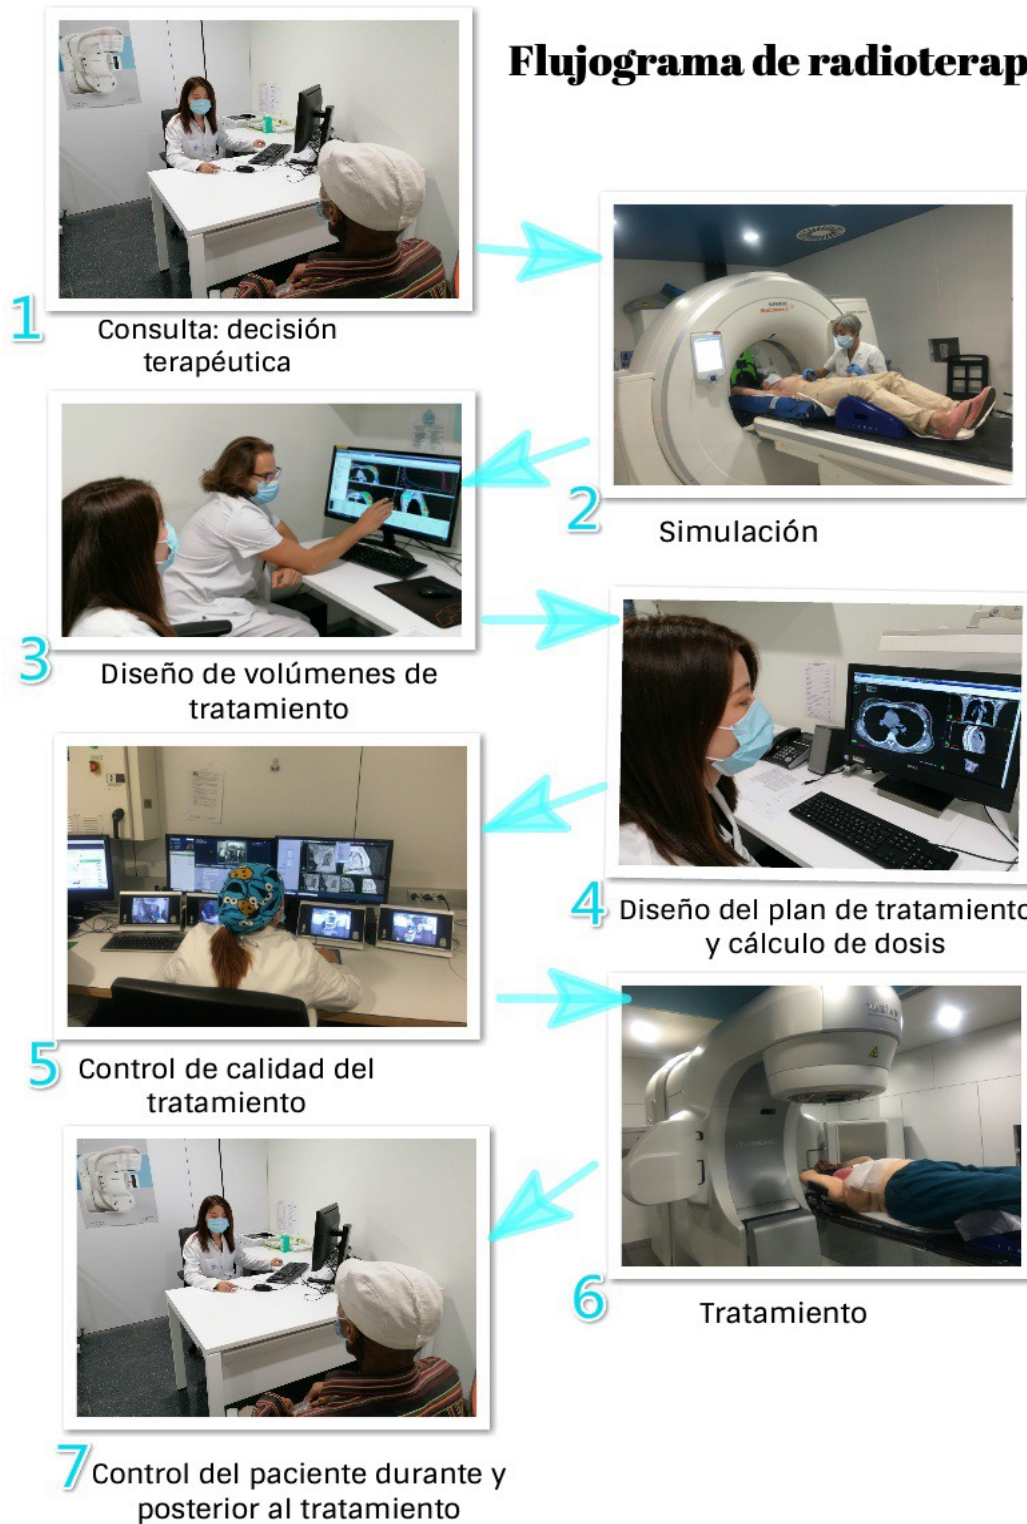 Flujograma de radioterap
1
Consulta: decisión
terapéutica
SIEMENS
2
Simulación
3
Diseño de volúmenes de
tratamiento
4
Diseño del plan de tratamiento
y cálculo de dosis
5
Control de calidad del
tratamiento
6
Tratamiento
7
Control del paciente durante y
posterior al tratamiento